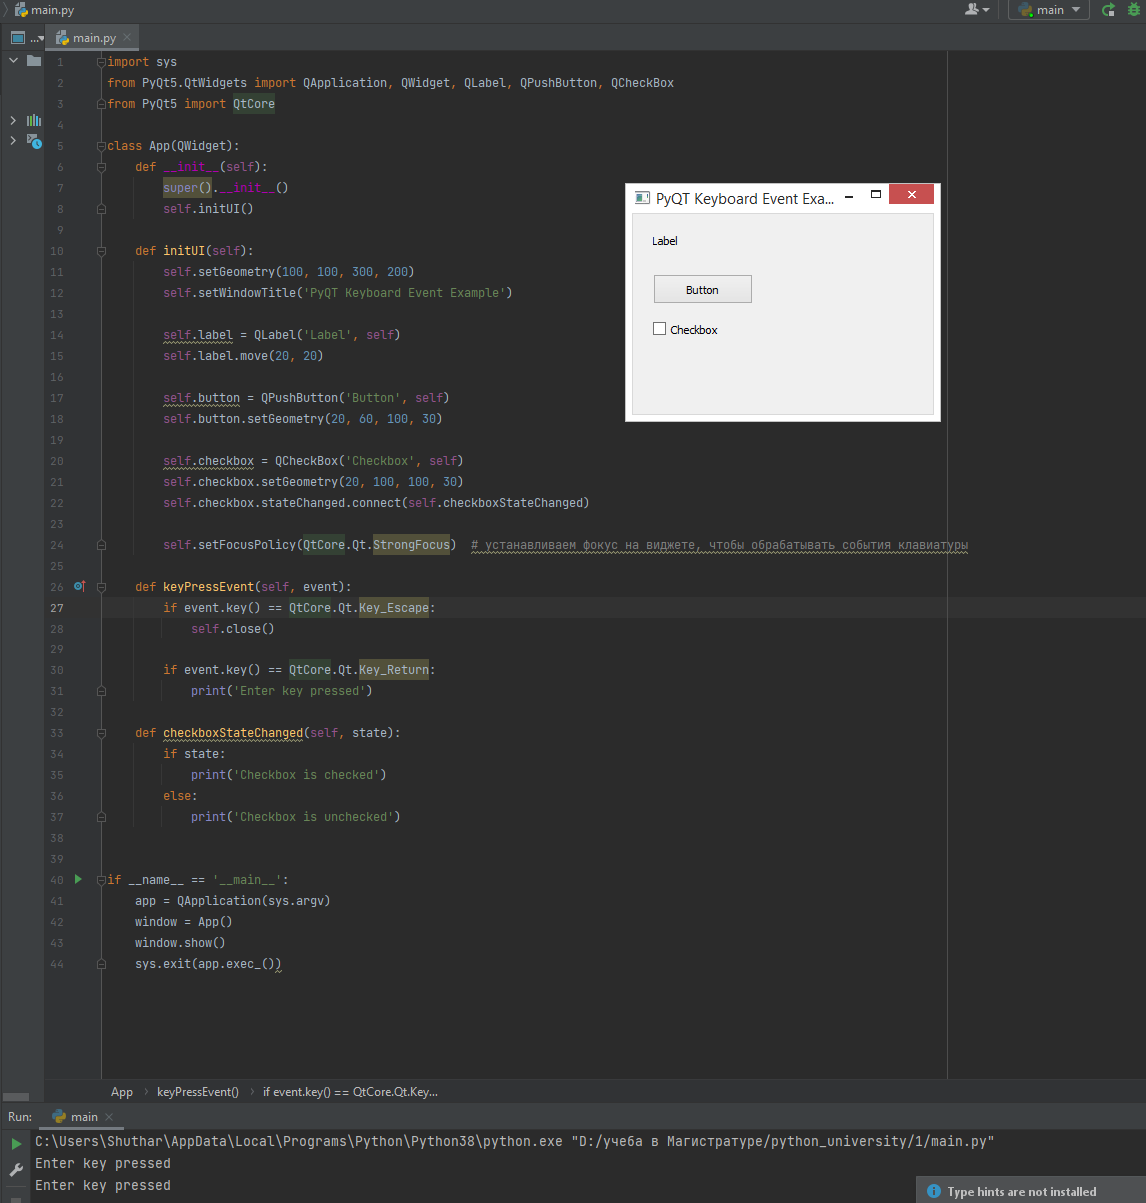 main.py
main
...
main.py
1 import sys
2 from PyQt5.QtWidgets import QApplication, QWidget, QLabel, QPushButton, QCheckBox
3 from PyQt5 import QtCore
4
5 class App(QWidget):
6 def __init__(self):
7 super().__init__()
8 self.initUI()
9
10 def initUI(self):
11 self.setGeometry(100, 100, 300, 200)
12 self.setWindowTitle('PyQT Keyboard Event Example')
13
14 self.label = QLabel('Label', self)
15 self.label.move(20, 20)
16
17 self.button = QPushButton('Button', self)
18 self.button.setGeometry(20, 60, 100, 30)
19
20 self.checkbox = QCheckBox('Checkbox', self)
21 self.checkbox.setGeometry(20, 100, 100, 30)
22 self.checkbox.stateChanged.connect(self.checkboxStateChanged)
23
24 self.setFocusPolicy(QtCore.Qt.StrongFocus) # устанавливаем фокус на виджете, чтобы обрабатывать события клавиатуры
25
26 def keyPressEvent(self, event):
27 if event.key() == QtCore.Qt.Key_Escape:
28 self.close()
29
30 if event.key() == QtCore.Qt.Key_Return:
31 print('Enter key pressed')
32
33 def checkboxStateChanged(self, state):
34 if state:
35 print('Checkbox is checked')
36 else:
37 print('Checkbox is unchecked')
38
39
40 if __name__ == '__main__':
41 app = QApplication(sys.argv)
42 window = App()
43 window.show()
44 sys.exit(app.exec_())
PyQT Keyboard Event Exa...
Label
Button
Checkbox
App keyPressEvent() if event.key() == QtCore.Qt.Key...
Run: main
C:\Users\Shuthar\AppData\Local\Programs\Python\Python38\python.exe "D:/учеба в Магистратуре/python_university/1/main.py"
Enter key pressed
Enter key pressed
Type hints are not installed